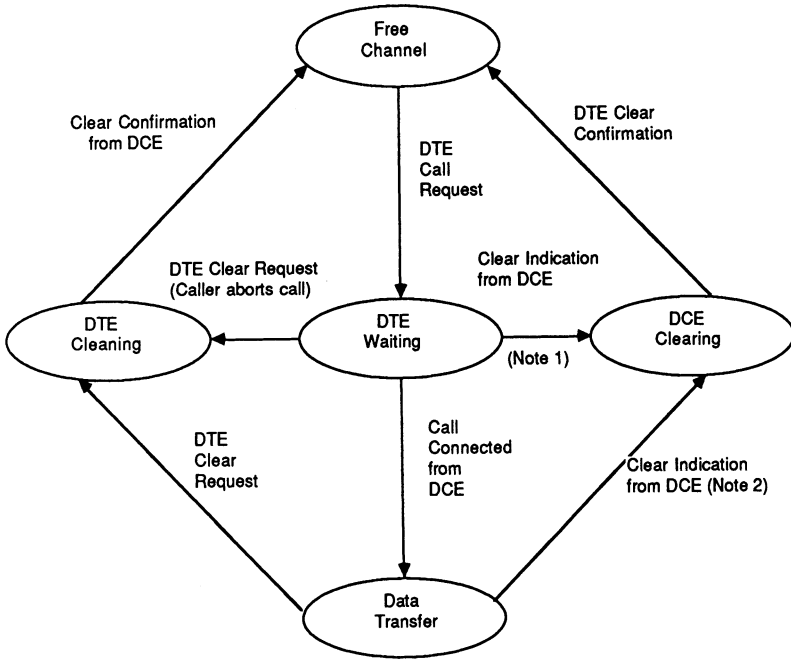 Free
Channel
Clear Confirmation
from DCE
DTE Clear
Confirmation
DTE
Call
Request
DTE Clear Request
(Caller aborts call)
Clear Indication
from DCE
DTE
Cleaning
DTE
Waiting
(Note 1)
DCE
Clearing
DTE
Clear
Request
Call
Connected
from
DCE
Clear Indication
from DCE (Note 2)
Data
Transfer